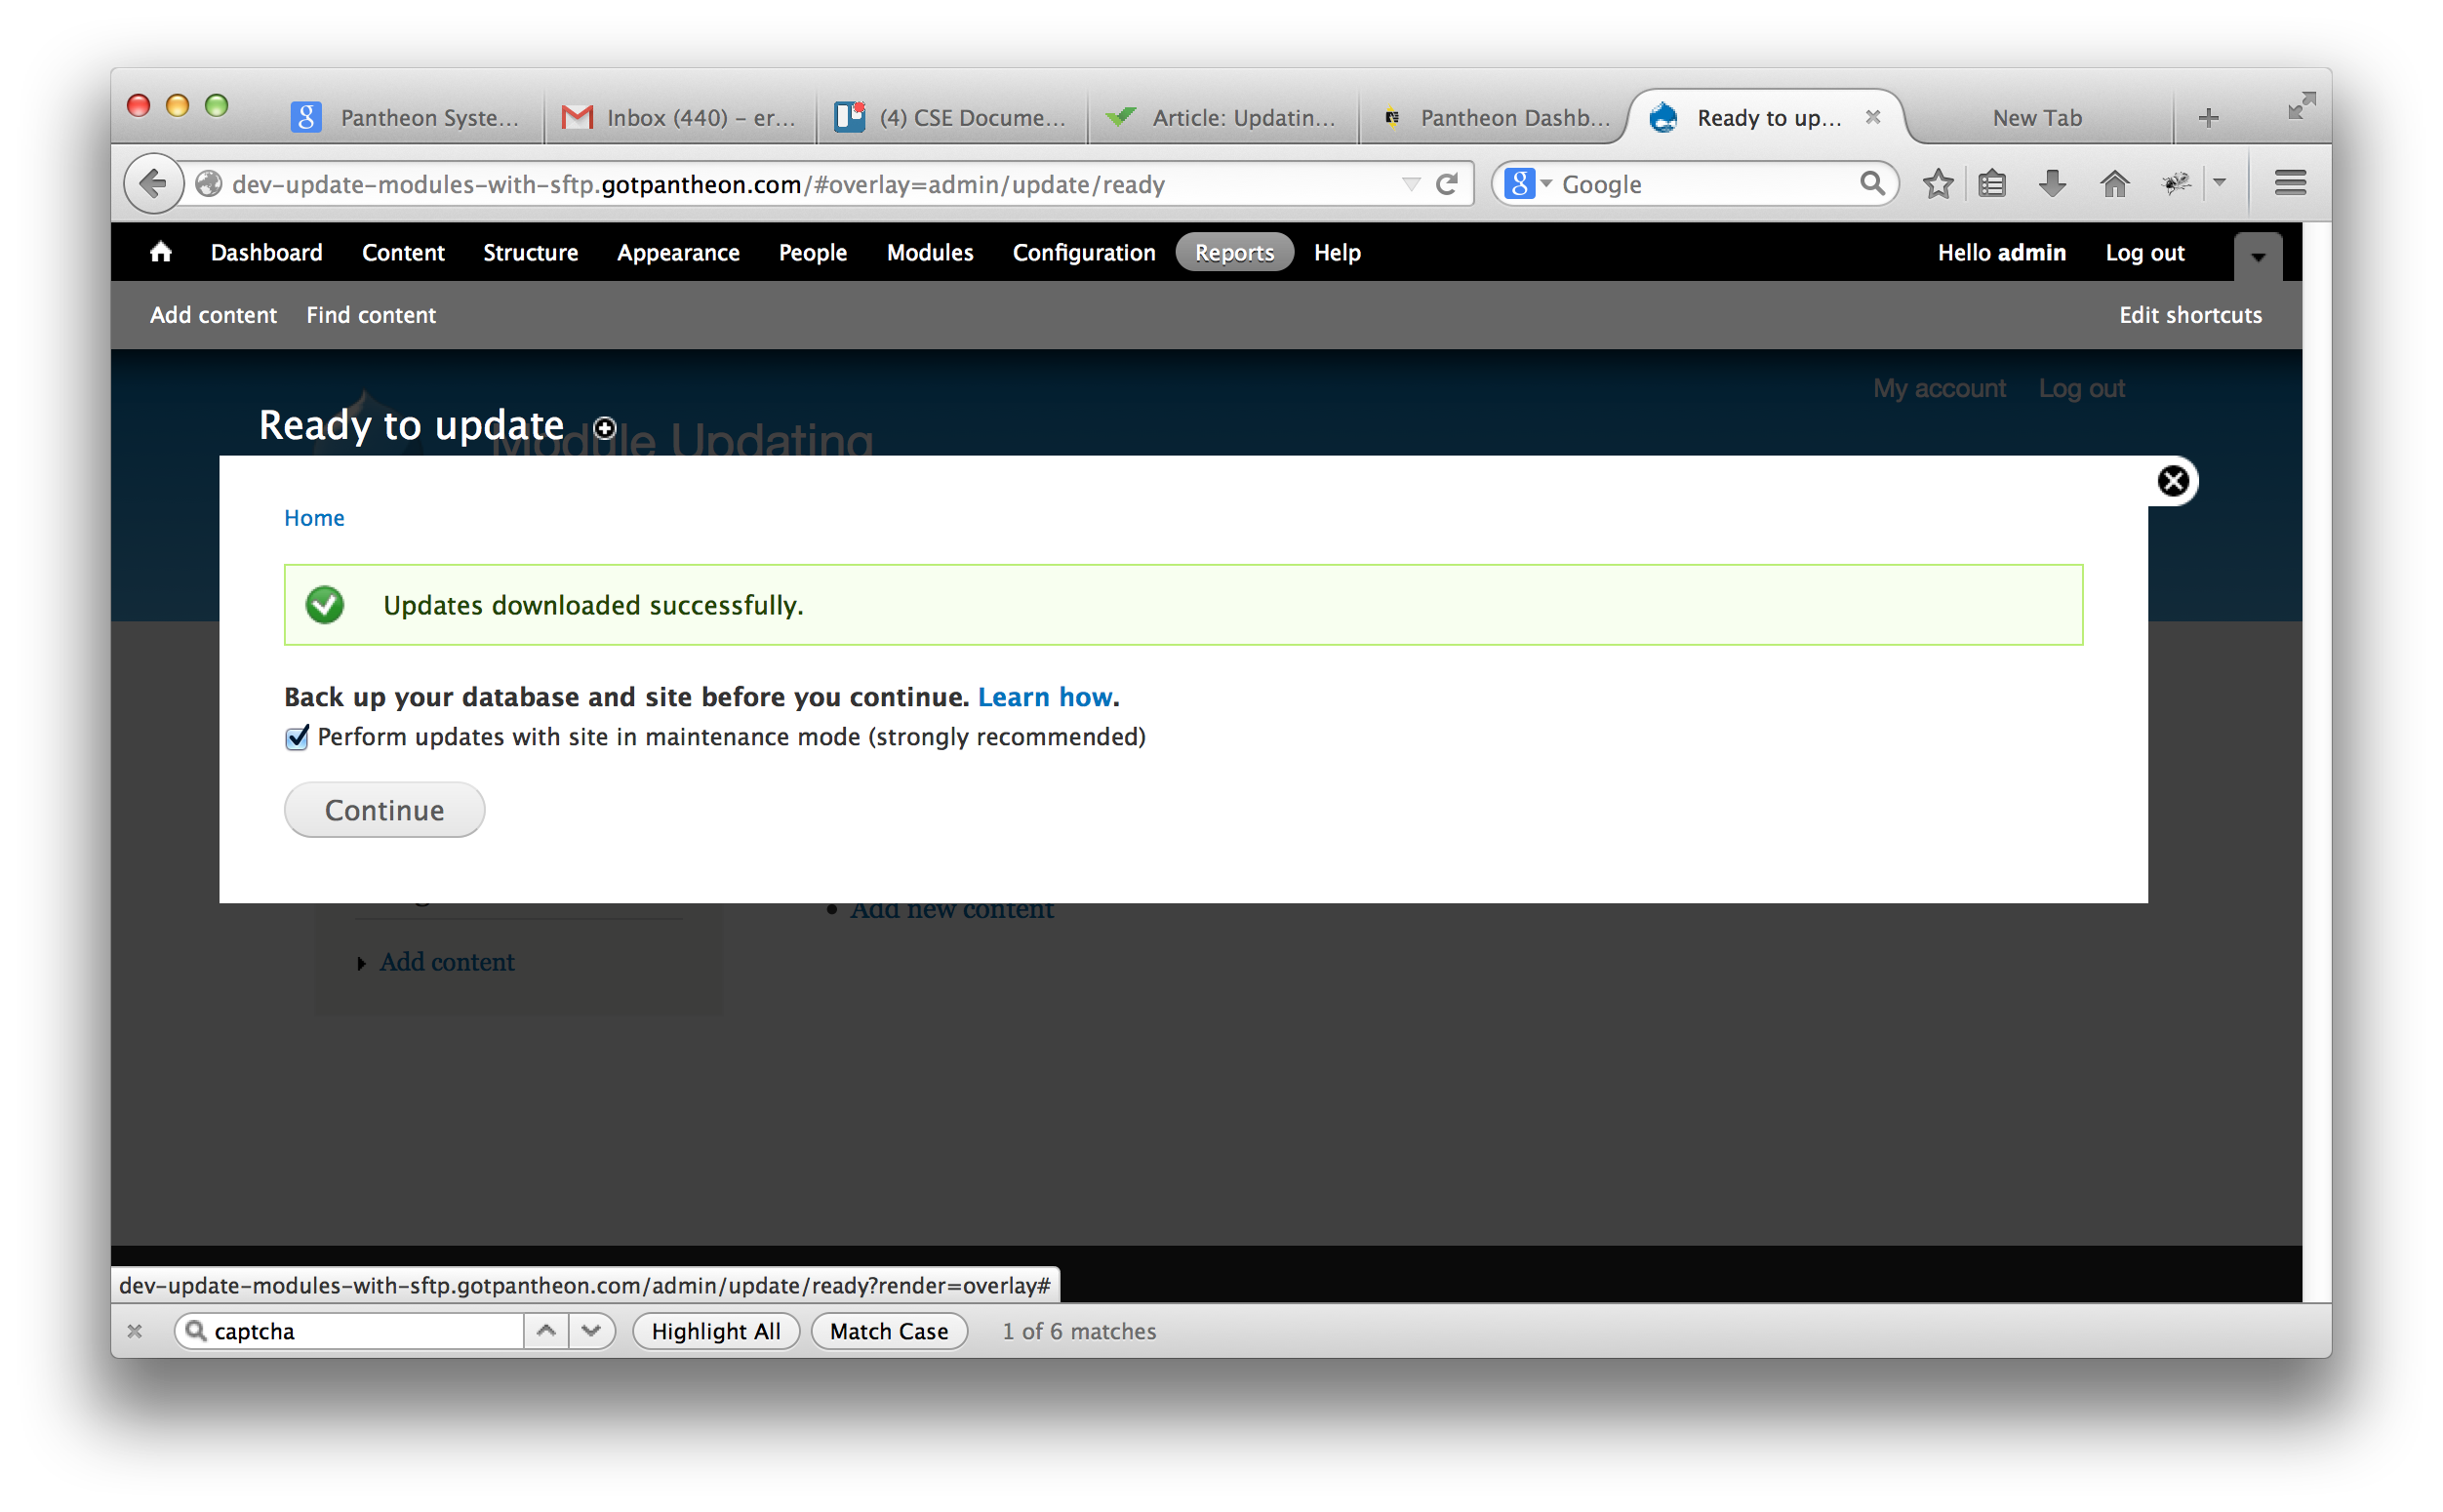 Pantheon Syste...
Inbox (440) – er...
(4) CSE Docume...
Article: Updatin...
Pantheon Dashb...
Ready to up...
New Tab
dev-update-modules-with-sftp.gotpantheon.com/#overlay=admin/update/ready
Google
Dashboard Content Structure Appearance People Modules Configuration Reports Help
Hello admin Log out
Add content Find content
Edit shortcuts
My account Log out
Ready to update
Module Updating
Home
Updates downloaded successfully.
Back up your database and site before you continue. Learn how.
Perform updates with site in maintenance mode (strongly recommended)
Continue
Add new content
Add content
dev-update-modules-with-sftp.gotpantheon.com/admin/update/ready?render=overlay#
captcha
Highlight All
Match Case
1 of 6 matches